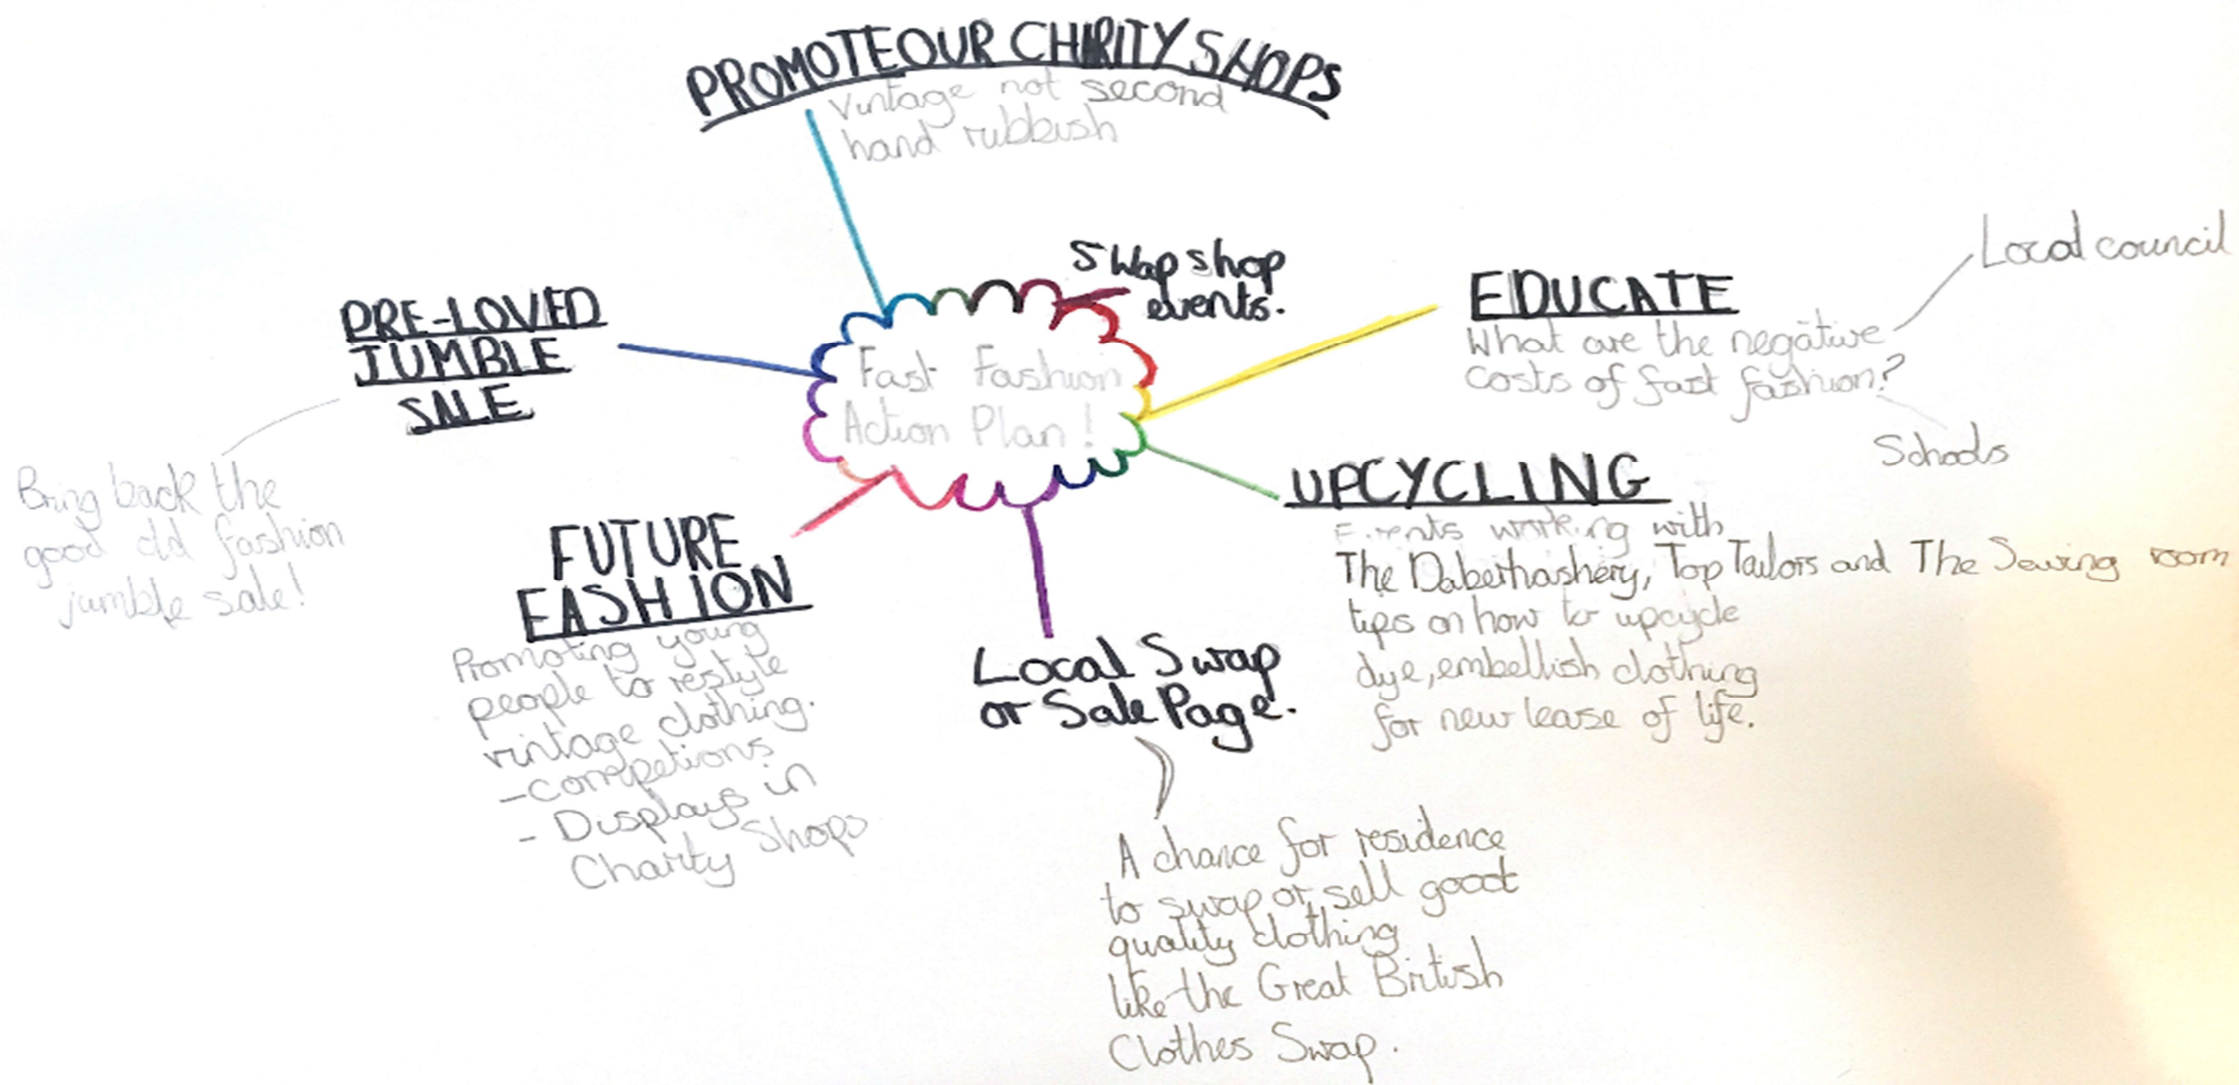 PROMOTE OUR CHARITY SHOPS
Vintage not second
hand rubbish
Swap shop
events.
Local council
EDUCATE
What are the negative
costs of fast fashion?
Schools
PRE-LOVED
JUMBLE
SALE
Bring back the
good old fashion
jumble sale!
Fast Fashion
Action Plan!
UPCYCLING
Events working with
The Daberhashery, Top Tailors and The Sewing room
tips on how to upcycle
dye, embellish clothing
for new lease of life.
FUTURE
FASHION
Promoting young
people to restyle
vintage clothing.
- Competions
- Displays in
Charity Shops
Local Swap
or Sale Page.
A chance for residence
to swap or sell good
quality clothing
like the Great British
Clothes Swap.